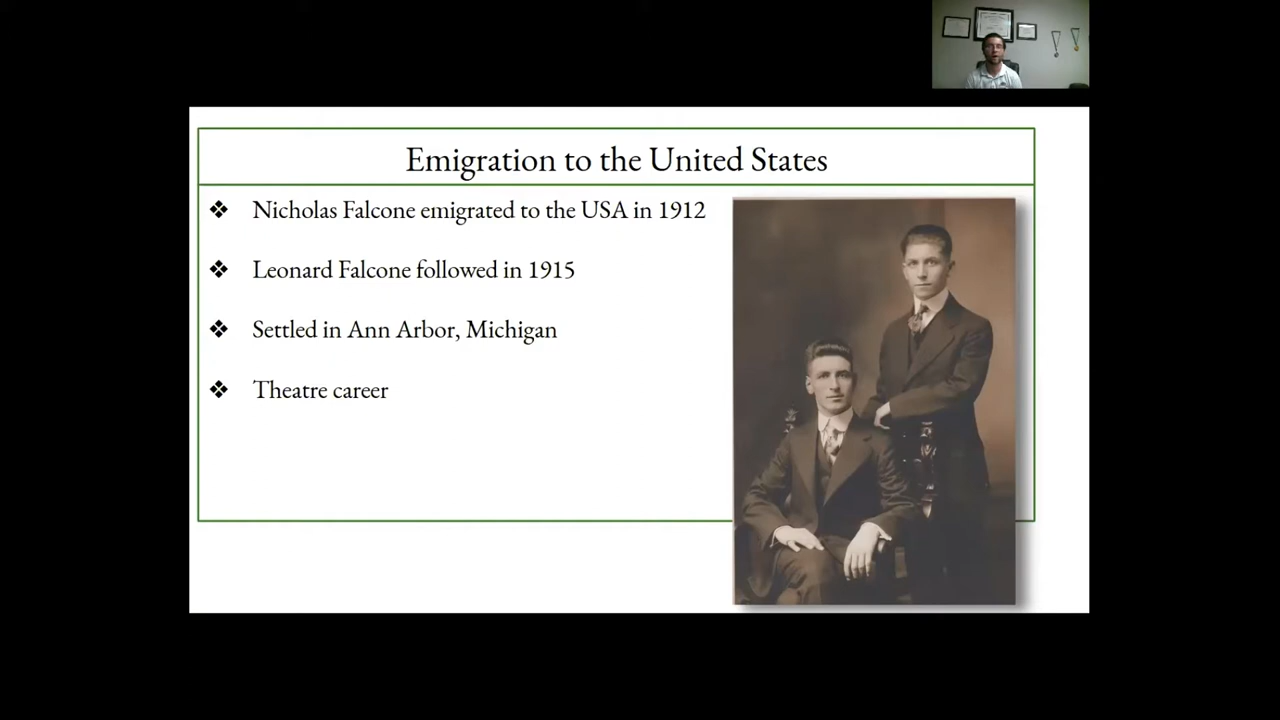 Emigration to the United States
❖ Nicholas Falcone emigrated to the USA in 1912
❖ Leonard Falcone followed in 1915
❖ Settled in Ann Arbor, Michigan
❖ Theatre career